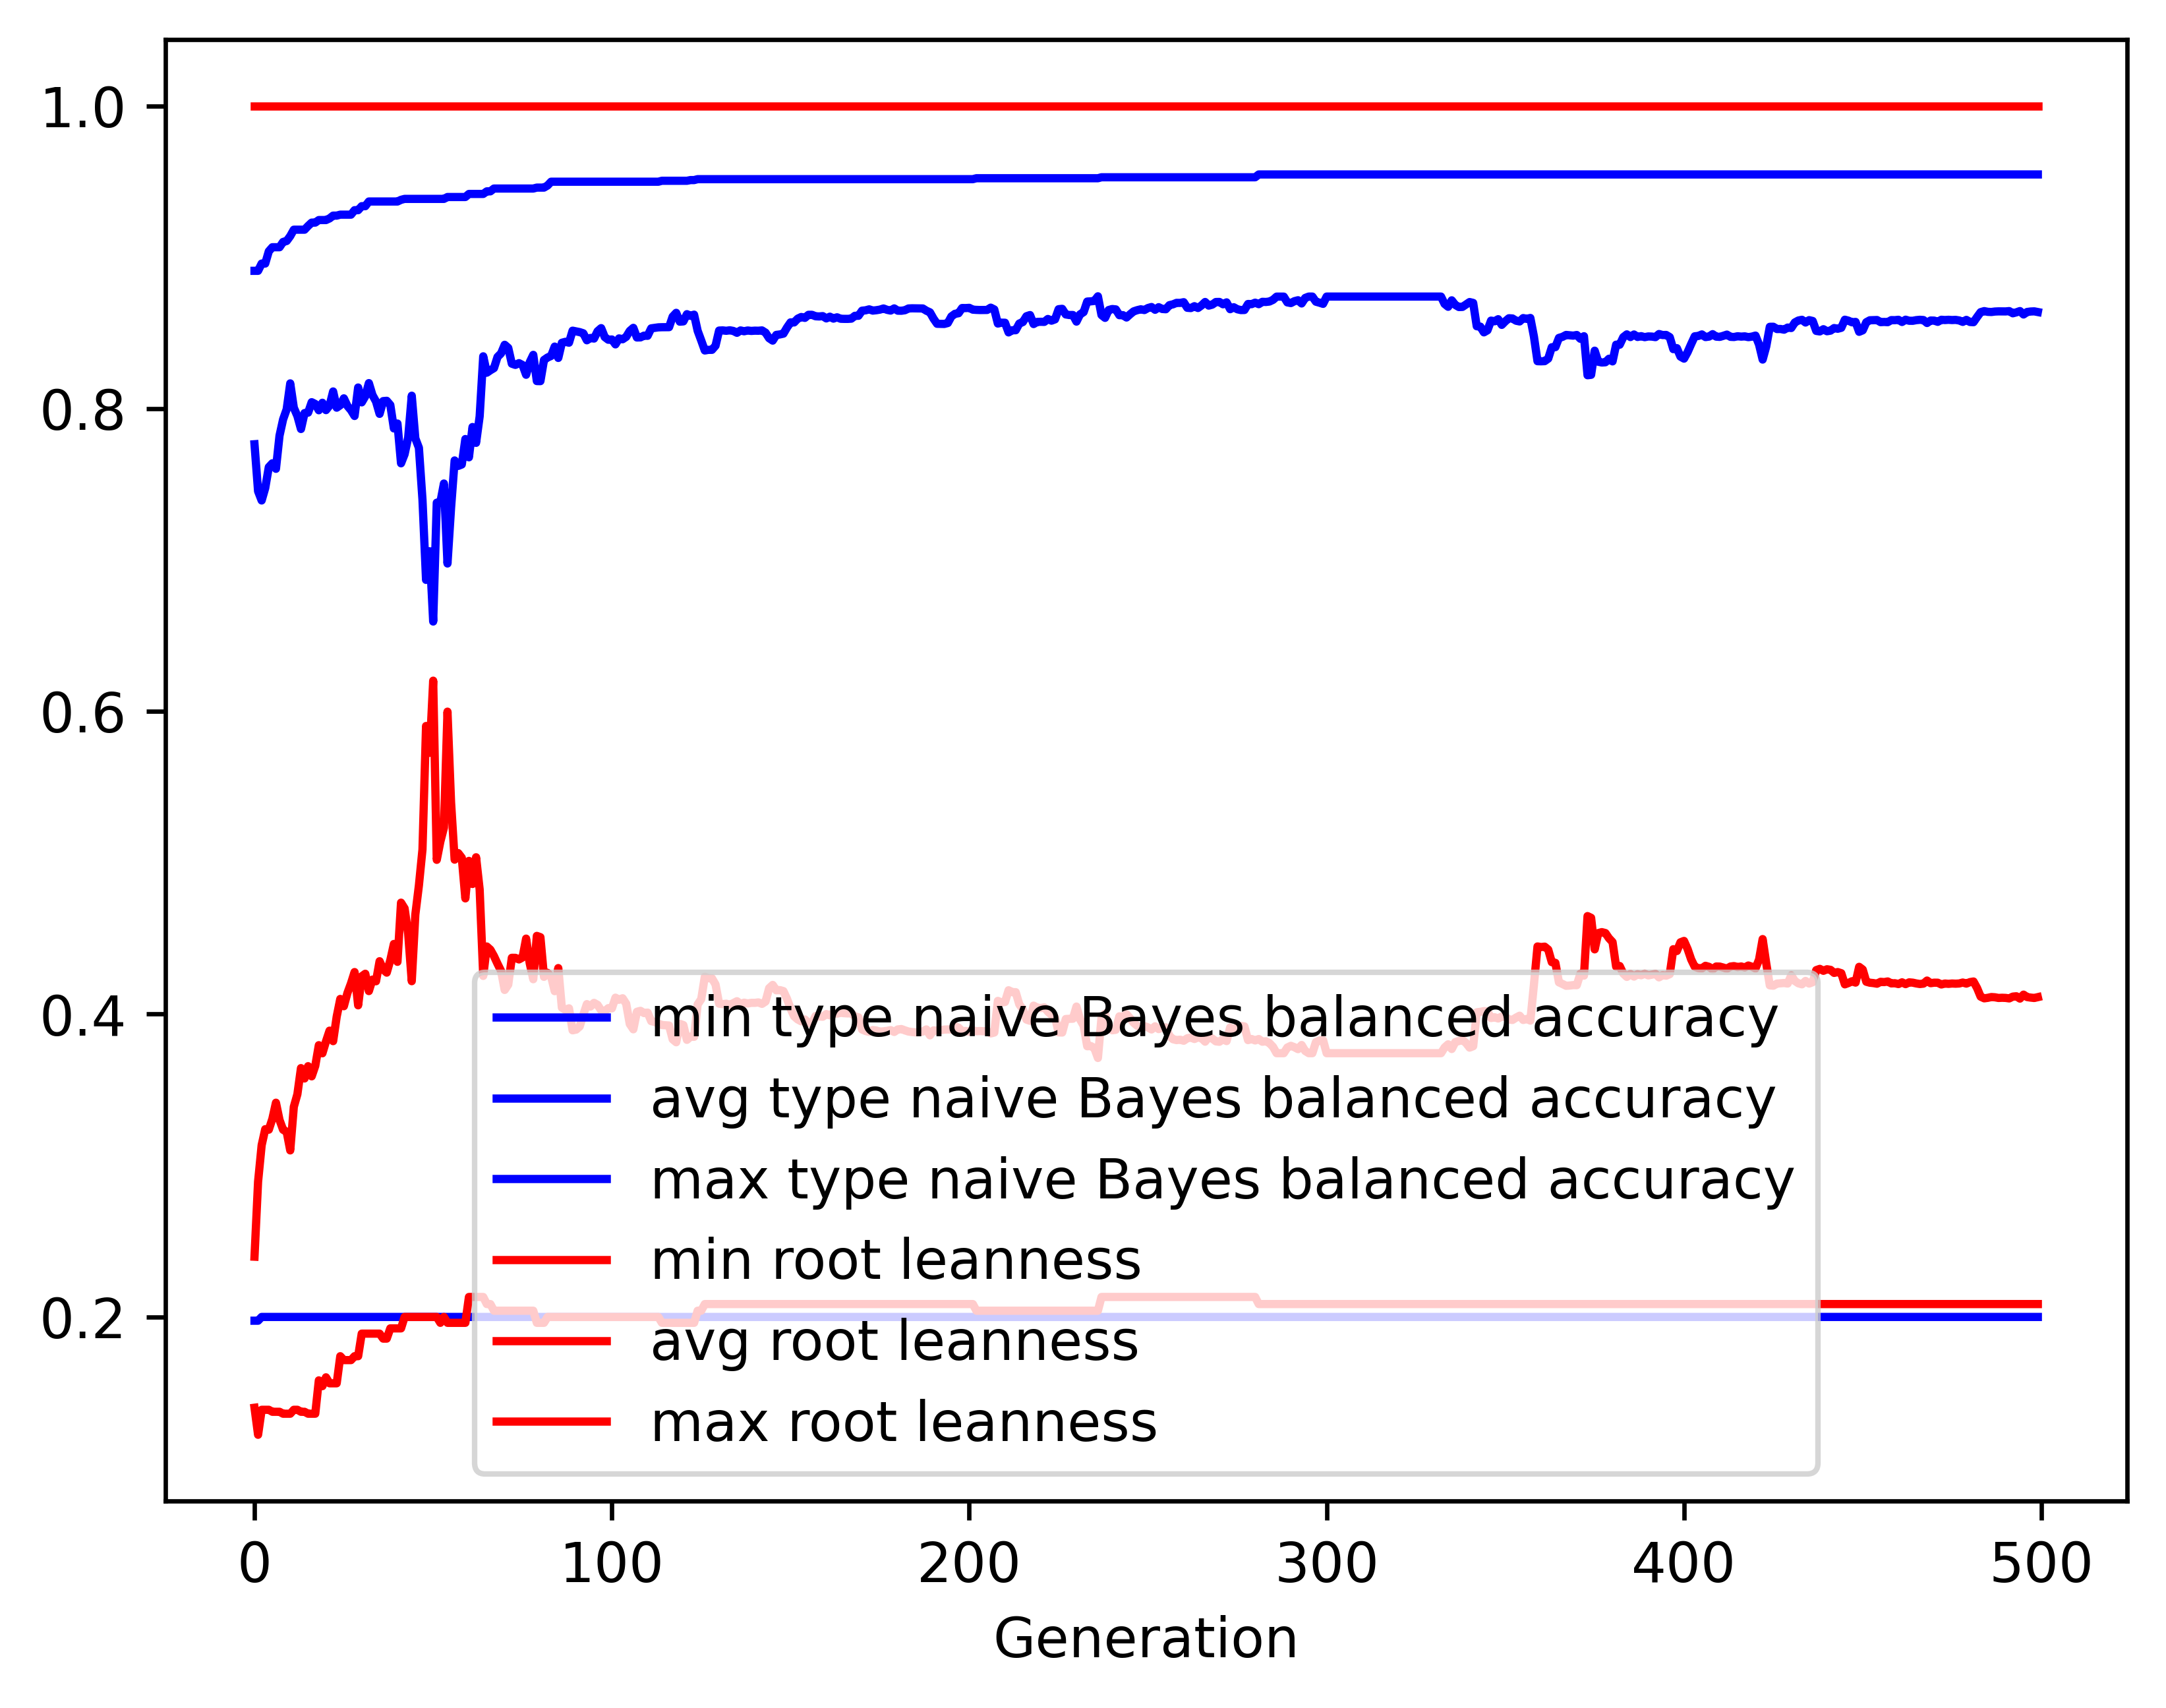 1.0
0.8
0.6
0.4
0.2
min type naive Bayes balanced accuracy
avg type naive Bayes balanced accuracy
max type naive Bayes balanced accuracy
min root leanness
avg root leanness
max root leanness
0 100 200 300 400 500
Generation